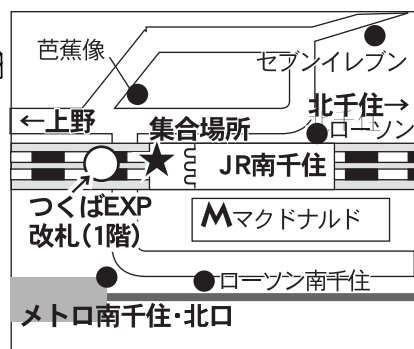 芭蕉像
セブンイレブン
北千住→
←上野
集合場所
ローソン
JR南千住
つくばEXP
改札(1階)
マクドナルド
ローソン南千住
メトロ南千住・北口